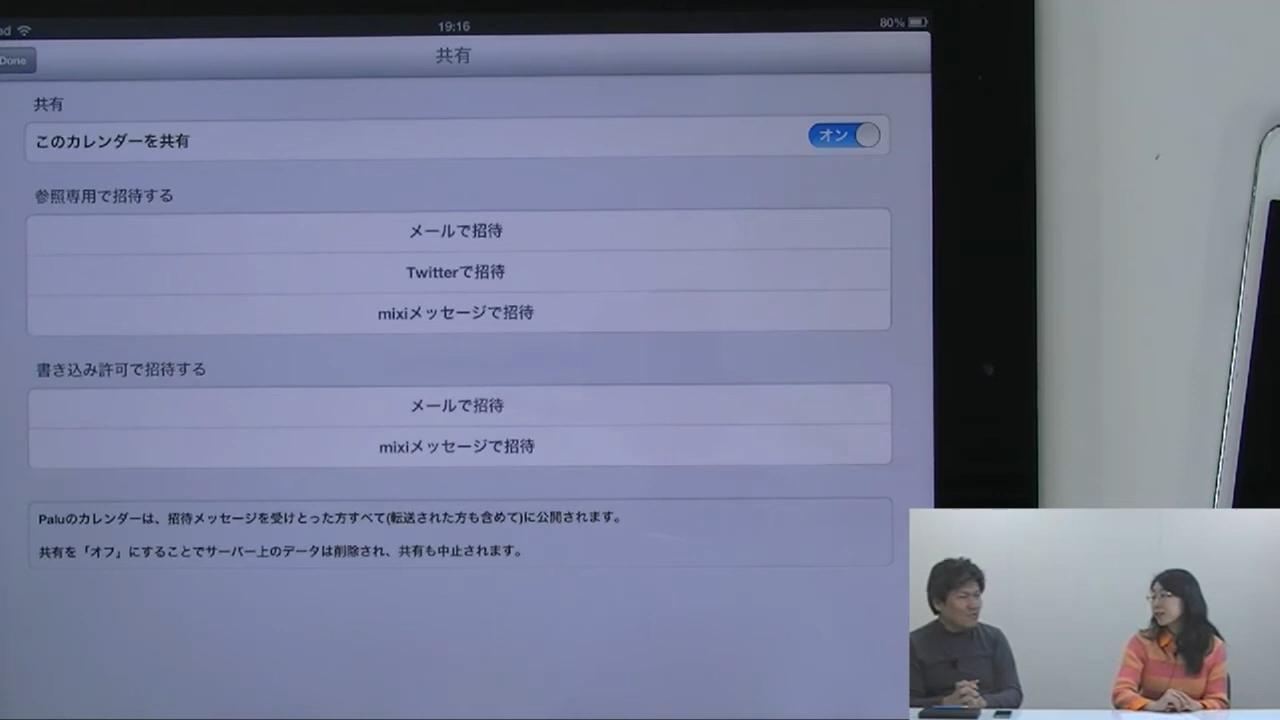 ad 19:16 80%
Done 共有
共有
このカレンダーを共有 オン
参照専用で招待する
メールで招待
Twitterで招待
mixiメッセージで招待
書き込み許可で招待する
メールで招待
mixiメッセージで招待
Paluのカレンダーは、招待メッセージを受けとった方すべて(転送された方も含めて)に公開されます。
共有を「オフ」にすることでサーバー上のデータは削除され、共有も中止されます。